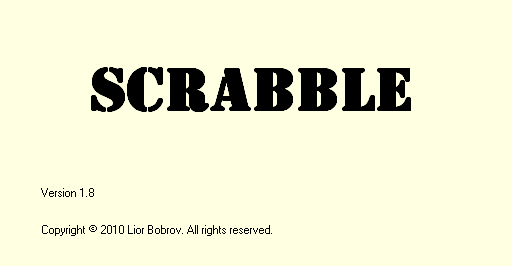 SCRABBLE
Version 1.8
Copyright © 2010 Lior Bobrov. All rights reserved.